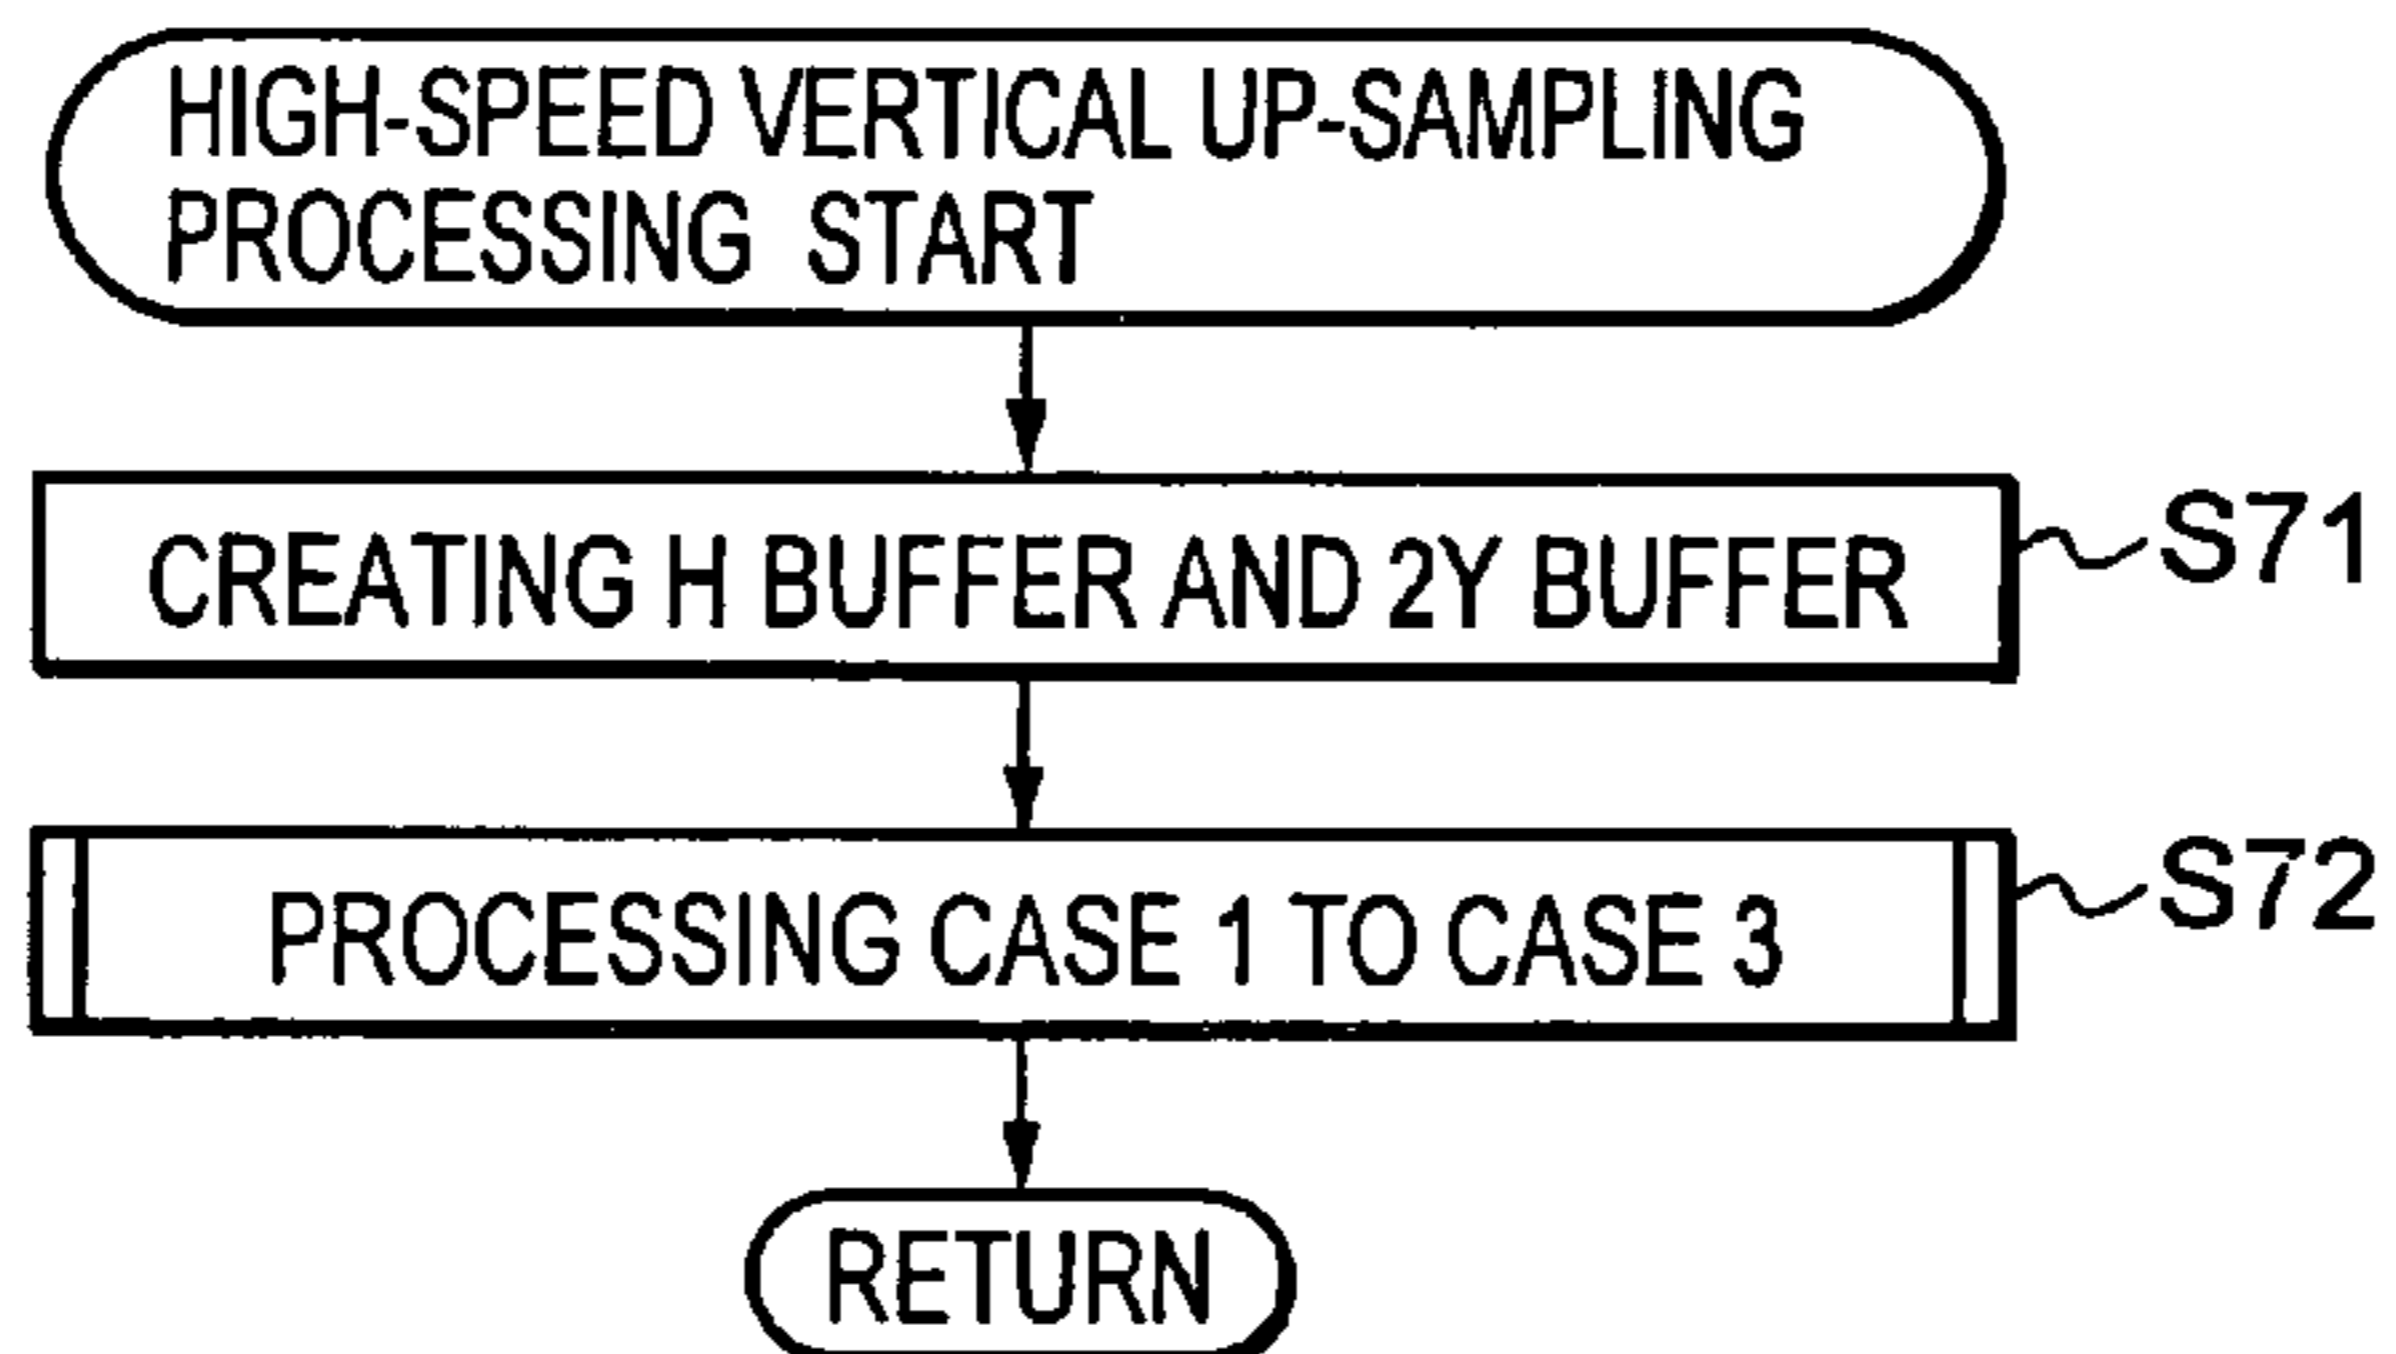 HIGH-SPEED VERTICAL UP-SAMPLING
PROCESSING START
CREATING H BUFFER AND 2Y BUFFER
S71
PROCESSING CASE 1 TO CASE 3
S72
RETURN